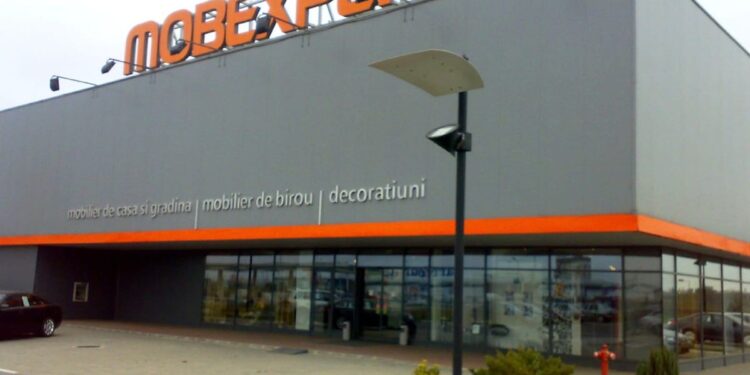 MOBEXPERT
mobilier de casa si gradina | mobilier de birou | decoratiuni